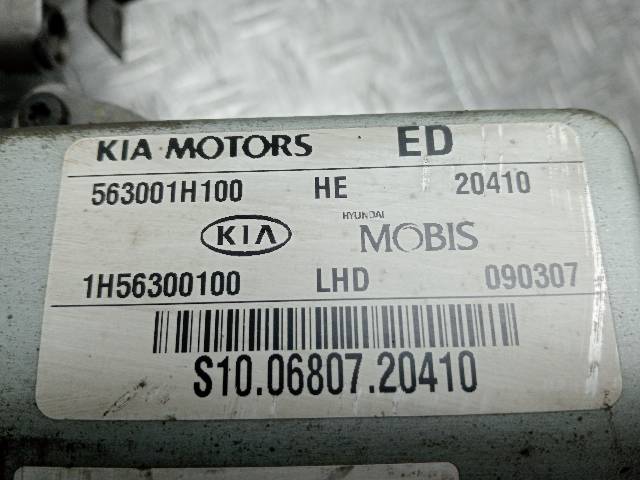 KIA MOTORS ED
563001H100 HE 20410
KIA HYUNDAI MOBIS
1H56300100 LHD 090307
S10.06807.20410